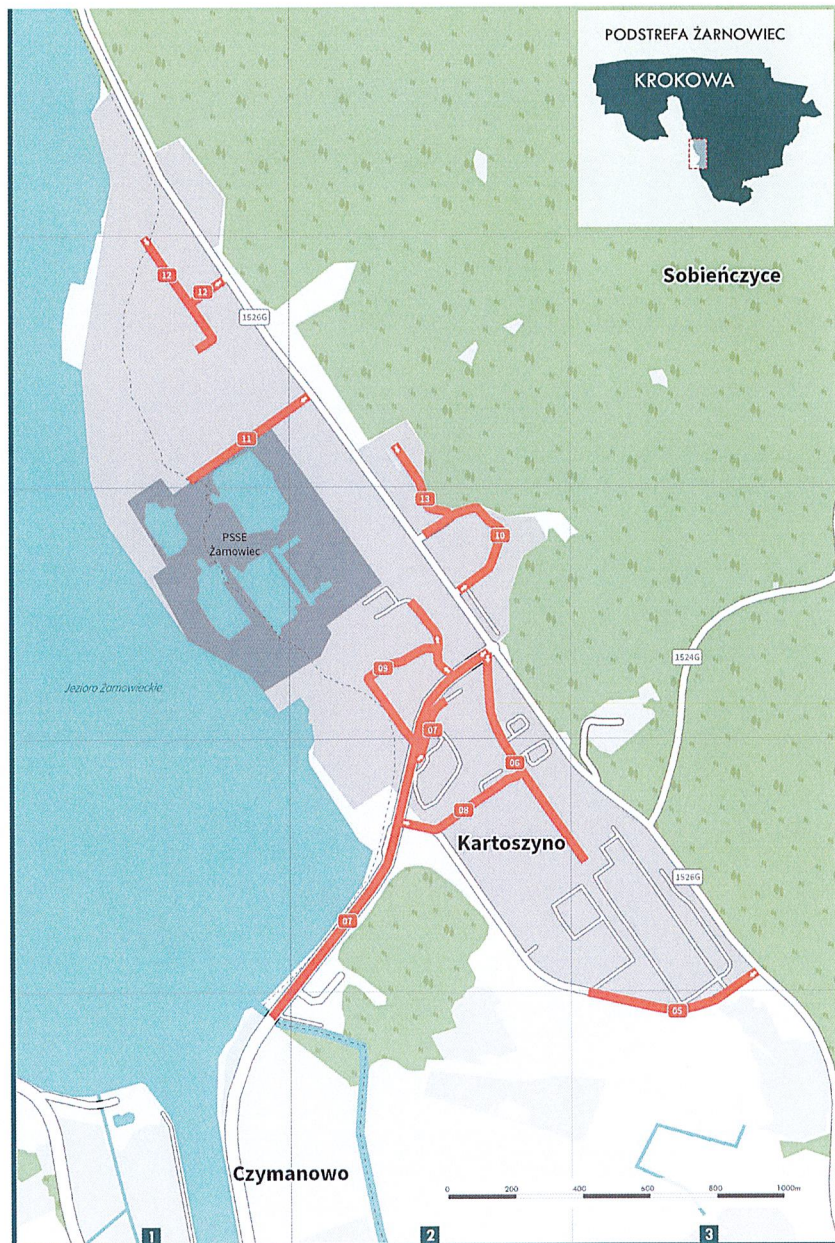 PODSTREFA ŻARNOWIEC
KROKOWA
Sobieńczyce
12
12
1526G
11
13
10
PSSE
Żarnowiec
1524G
09
Jezioro Żarnowieckie
07
06
08
Kartoszyno
1526G
07
05
Czymanowo
0 200 400 600 800 1000m
1 2 3